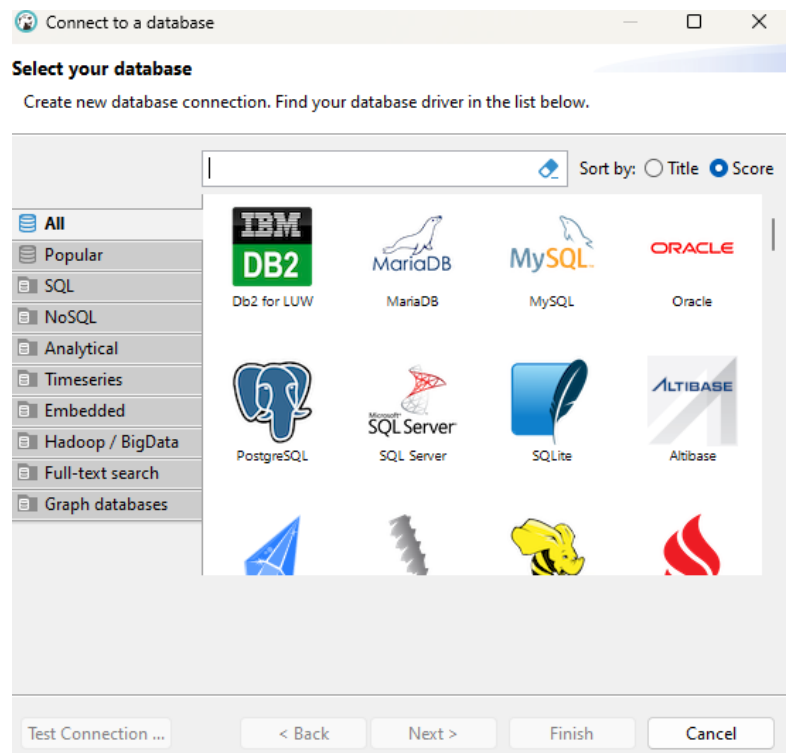 Connect to a database
Select your database
Create new database connection. Find your database driver in the list below.
Sort by: Title Score
All
Popular
SQL
NoSQL
Analytical
Timeseries
Embedded
Hadoop / BigData
Full-text search
Graph databases
IBM
DB2
MariaDB
MySQL
ORACLE
Db2 for LUW
MariaDB
MySQL
Oracle
Microsoft
SQL Server
ALTIBASE
PostgreSQL
SQL Server
SQLite
Altibase
Test Connection ...
< Back
Next >
Finish
Cancel